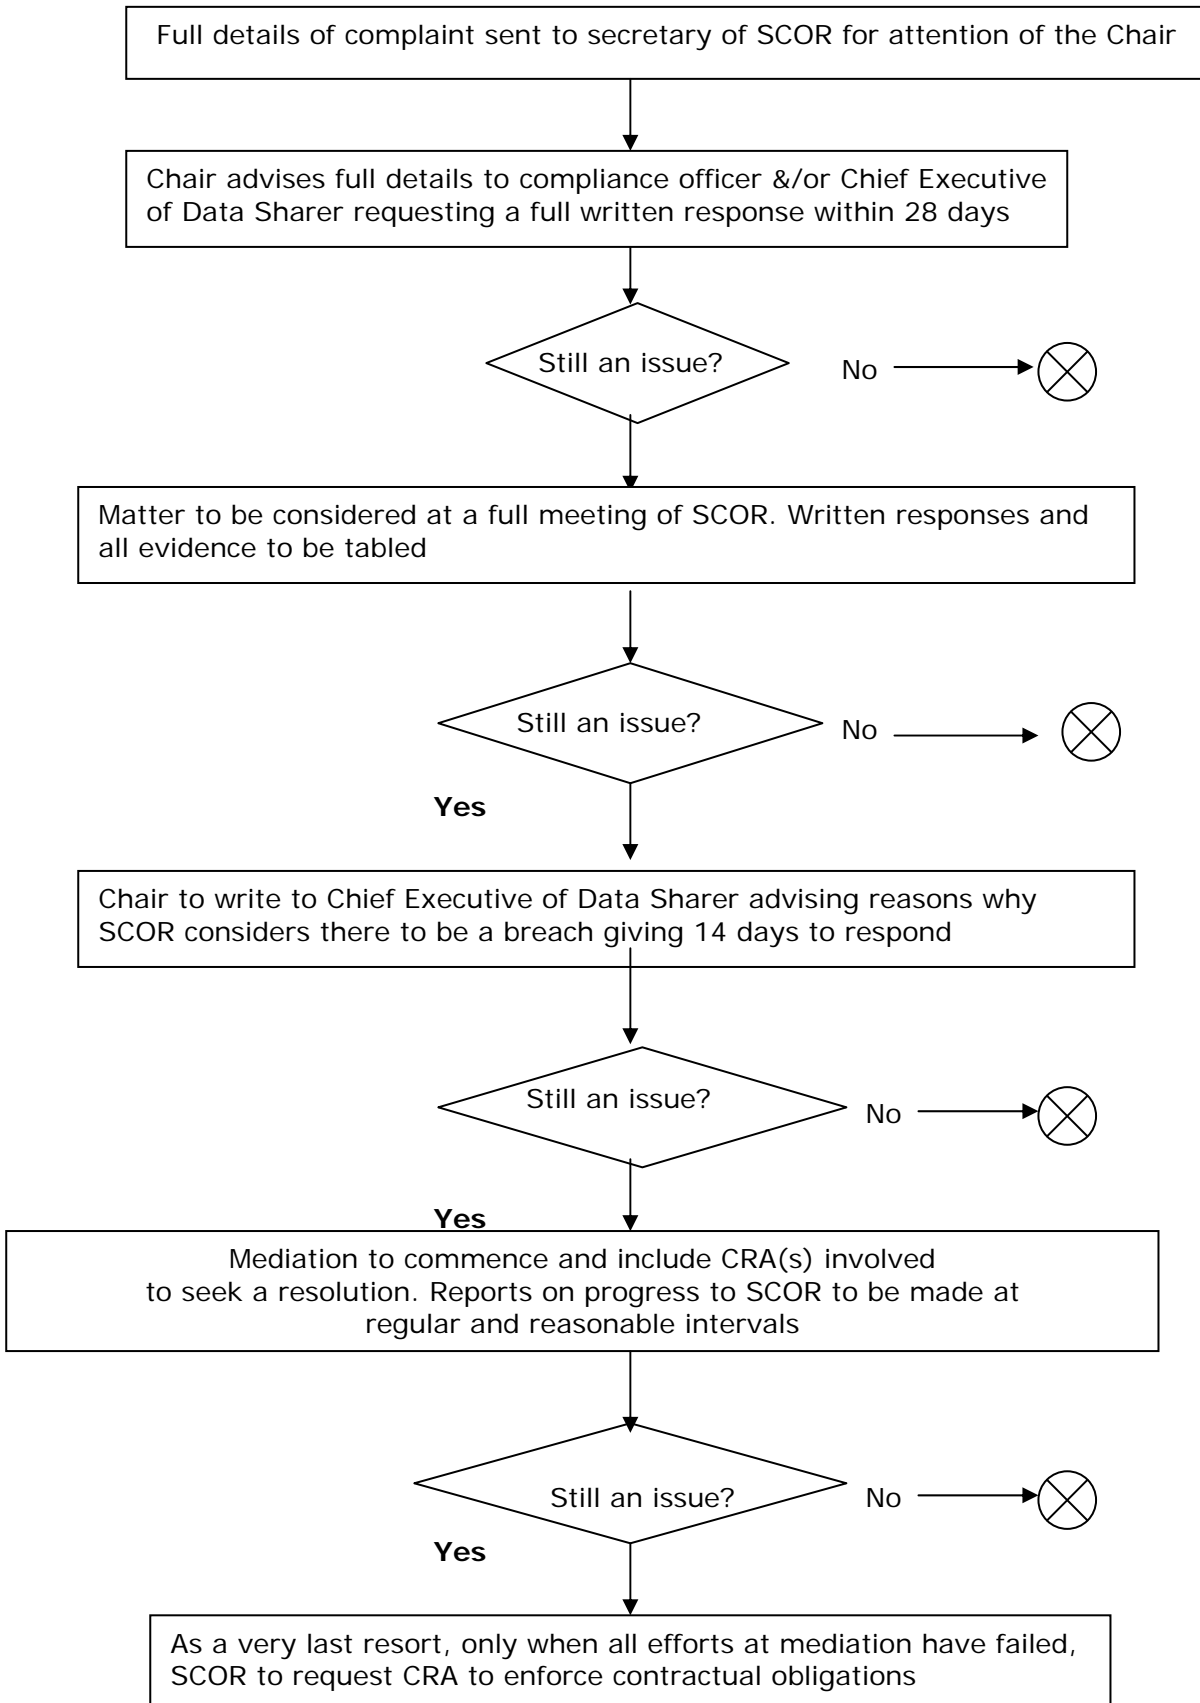 Full details of complaint sent to secretary of SCOR for attention of the Chair
Chair advises full details to compliance officer &/or Chief Executive
of Data Sharer requesting a full written response within 28 days
Still an issue?
No
Matter to be considered at a full meeting of SCOR. Written responses and
all evidence to be tabled
Still an issue?
No
Yes
Chair to write to Chief Executive of Data Sharer advising reasons why
SCOR considers there to be a breach giving 14 days to respond
Still an issue?
No
Yes
Mediation to commence and include CRA(s) involved
to seek a resolution. Reports on progress to SCOR to be made at
regular and reasonable intervals
Still an issue?
No
Yes
As a very last resort, only when all efforts at mediation have failed,
SCOR to request CRA to enforce contractual obligations